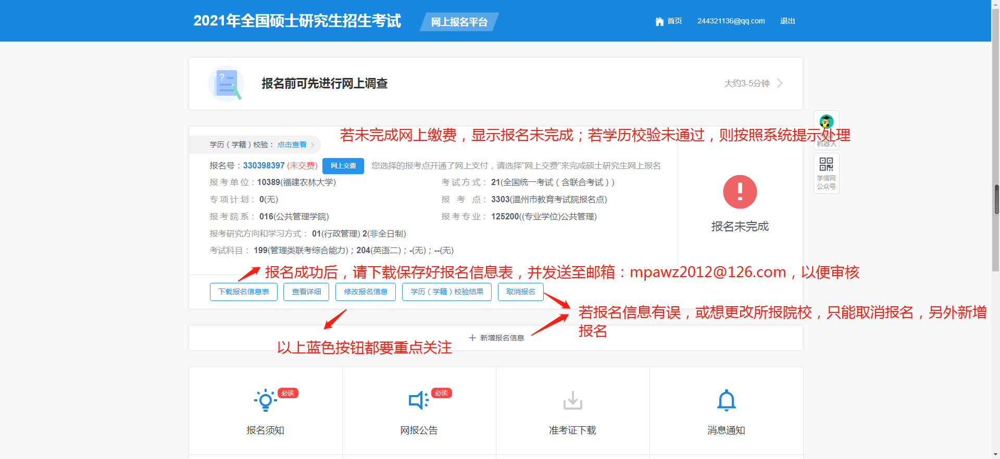 2021年全国硕士研究生招生考试 网上报名平台 首页 244321136@qq.com 退出
报名前可先进行网上调查 大约3-5分钟
若未完成网上缴费，显示报名未完成；若学历校验未通过，则按照系统提示处理
学历（学籍）校验： 点击查看
机器人
报名号：330398397 (未交费) 网上交费 您选择的报考点开通了网上支付，请选择"网上交费"来完成硕士研究生网上报名
学信网
公众号
报考单位：10389(福建农林大学) 考试方式： 21(全国统一考试（含联合考试）)
专项计划： 0(无) 报 考 点： 3303(温州市教育考试院报名点)
报考院系： 016(公共管理学院) 报考专业： 125200((专业学位)公共管理)
报名未完成
报考研究方向和学习方式： 01(行政管理) 2(非全日制)
考试科目： 199(管理类联考综合能力)；204(英语二)；-(无)；--(无)
报名成功后，请下载保存好报名信息表，并发送至邮箱：mpawz2012@126.com，以便审核
下载报名信息表 查看详细 修改报名信息 学历（学籍）校验结果 取消报名
若报名信息有误，或想更改所报院校，只能取消报名，另外新增
报名
新增报名信息
以上蓝色按钮都要重点关注
必读 必读
报名须知 网报公告 准考证下载 消息通知